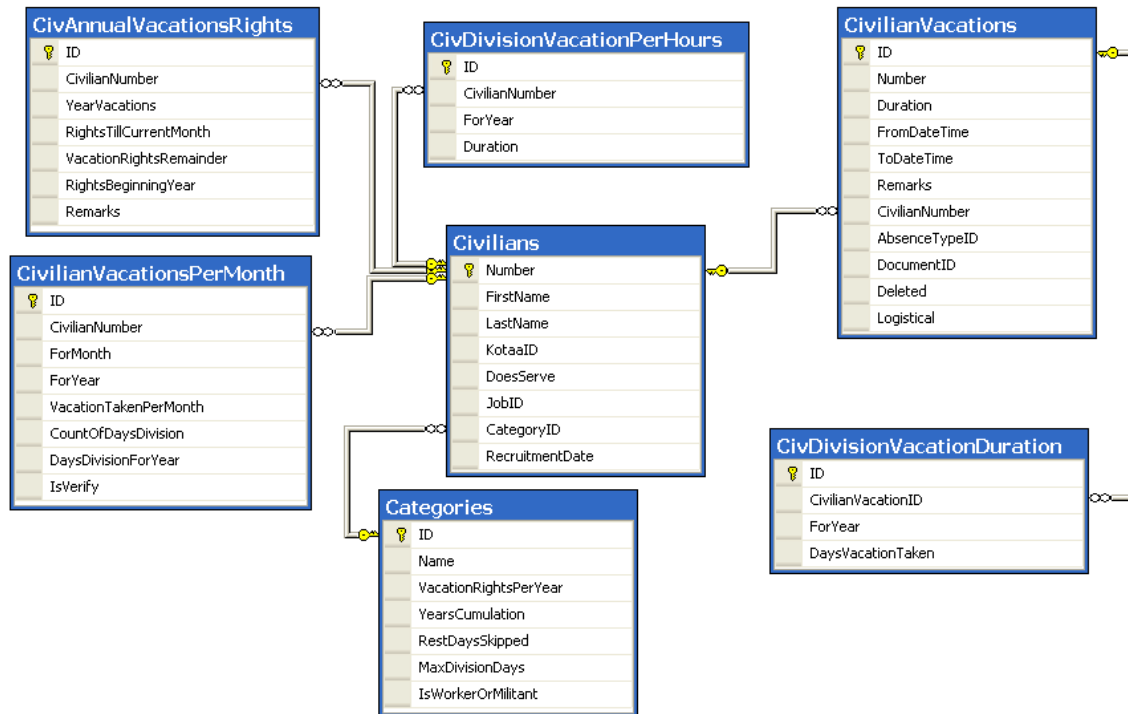 CivAnnualVacationsRights
ID
CivilianNumber
YearVacations
RightsTillCurrentMonth
VacationRightsRemainder
RightsBeginningYear
Remarks
CivDivisionVacationPerHours
ID
CivilianNumber
ForYear
Duration
CivilianVacations
ID
Number
Duration
FromDateTime
ToDateTime
Remarks
CivilianNumber
AbsenceTypeID
DocumentID
Deleted
Logistical
CivilianVacationsPerMonth
ID
CivilianNumber
ForMonth
ForYear
VacationTakenPerMonth
CountOfDaysDivision
DaysDivisionForYear
IsVerify
Civilians
Number
FirstName
LastName
KotaaID
DoesServe
JobID
CategoryID
RecruitmentDate
CivDivisionVacationDuration
ID
CivilianVacationID
ForYear
DaysVacationTaken
Categories
ID
Name
VacationRightsPerYear
YearsCumulation
RestDaysSkipped
MaxDivisionDays
IsWorkerOrMilitant